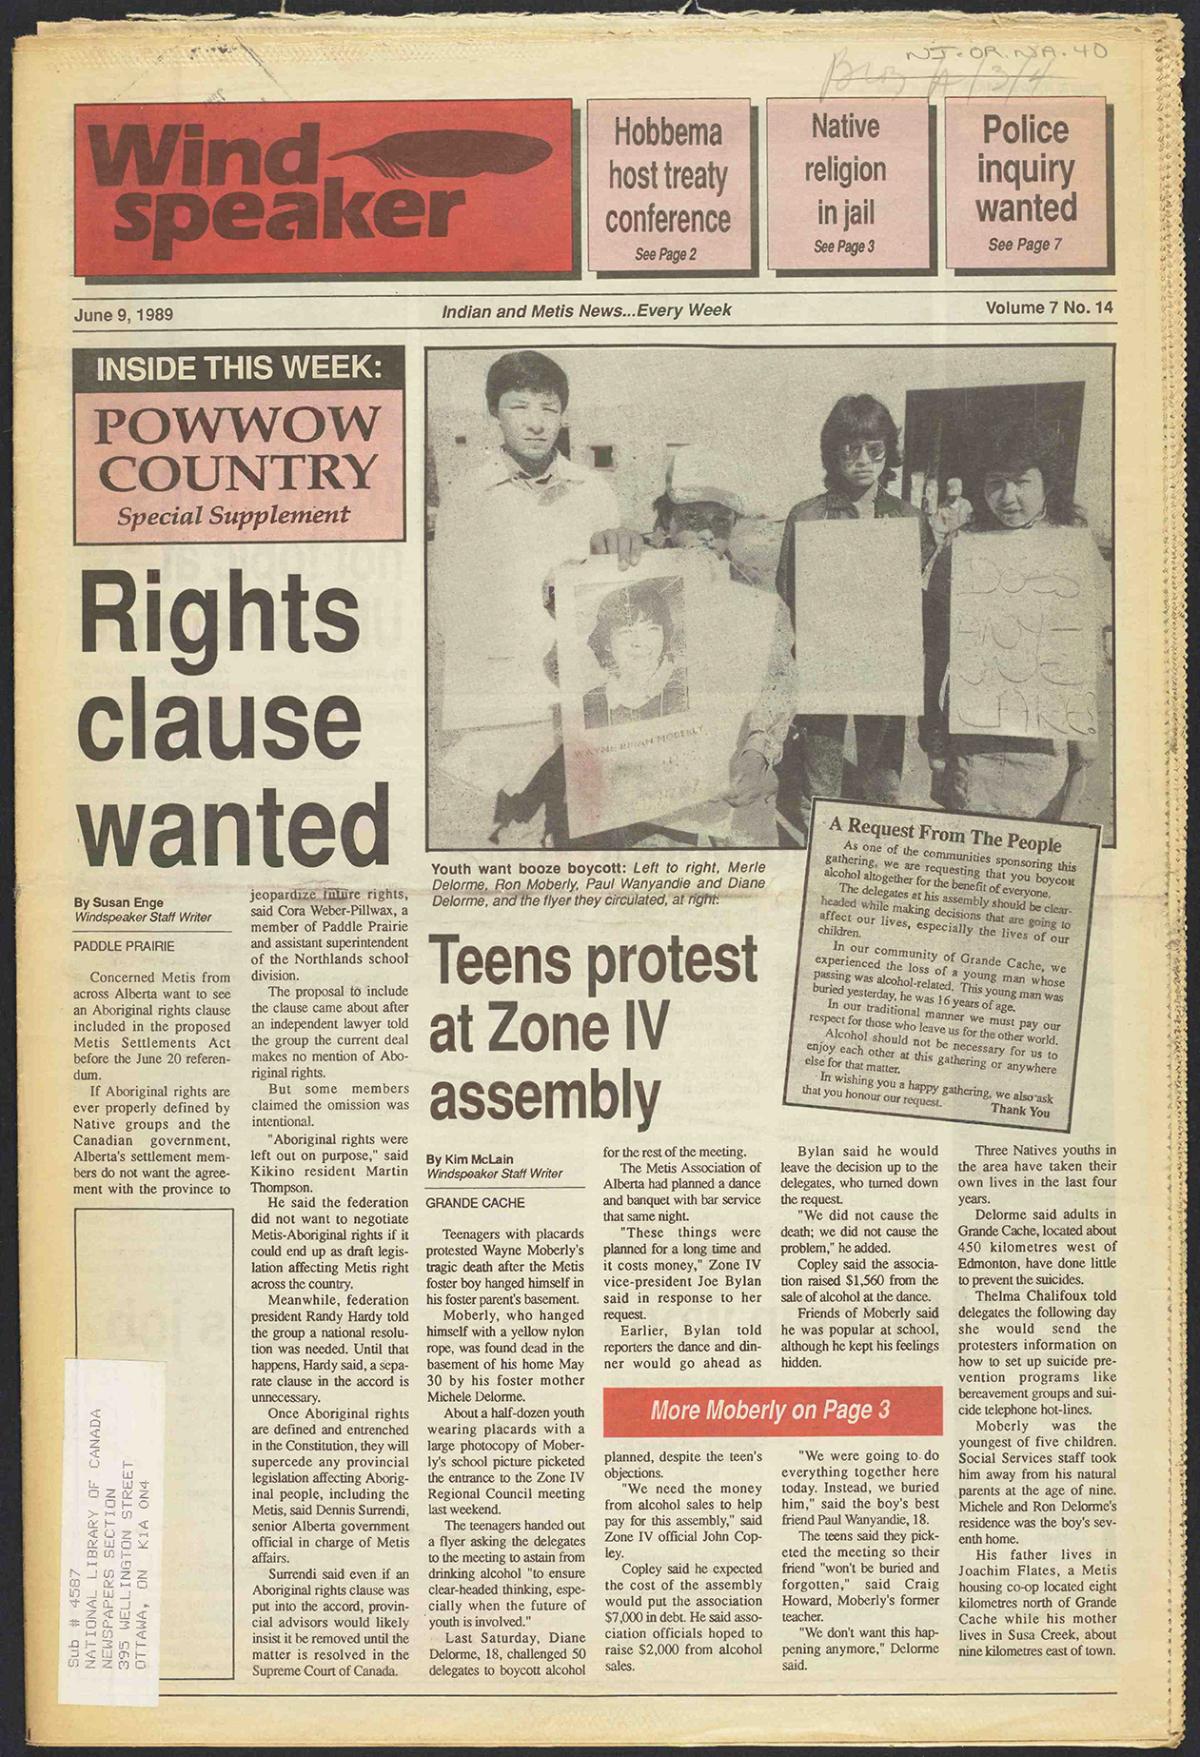 NJ.OR.NA.40
Wind
speaker
Hobbema
host treaty
conference
See Page 2
Native
religion
in jail
See Page 3
Police
inquiry
wanted
See Page 7
June 9, 1989
Indian and Metis News...Every Week
Volume 7 No. 14
INSIDE THIS WEEK:
POWWOW
COUNTRY
Special Supplement
Rights
clause
wanted
By Susan Enge
Windspeaker Staff Writer
PADDLE PRAIRIE
Concerned Metis from
across Alberta want to see
an Aboriginal rights clause
included in the proposed
Metis Settlements Act
before the June 20 referen-
dum.
If Aboriginal rights are
ever properly defined by
Native groups and the
Canadian government,
Alberta's settlement mem-
bers do not want the agree-
ment with the province to
jeopardize future rights,
said Cora Weber-Pillwax, a
member of Paddle Prairie
and assistant superintendent
of the Northlands school
division.
The proposal to include
the clause came about after
an independent lawyer told
the group the current deal
makes no mention of Abo-
riginal rights.
But some members
claimed the omission was
intentional.
"Aboriginal rights were
left out on purpose," said
Kikino resident Martin
Thompson.
He said the federation
did not want to negotiate
Metis-Aboriginal rights if it
could end up as draft legis-
lation affecting Metis right
across the country.
Meanwhile, federation
president Randy Hardy told
the group a national resolu-
tion was needed. Until that
happens, Hardy said, a sepa-
rate clause in the accord is
unnecessary.
Once Aboriginal rights
are defined and entrenched
in the Constitution, they will
supercede any provincial
legislation affecting Aborig-
inal people, including the
Metis, said Dennis Surrendi,
senior Alberta government
official in charge of Metis
affairs.
Surrendi said even if an
Aboriginal rights clause was
put into the accord, provin-
cial advisors would likely
insist it be removed until the
matter is resolved in the
Supreme Court of Canada.
Sub # 4587
NATIONAL LIBRARY OF CANADA
NEWSPAPERS SECTION
395 WELLINGTON STREET
OTTAWA, ON K1A 0N4
WAYNE BRIAN MOBERLY
DOES
ANY-
ONE
CARE?
Youth want booze boycott: Left to right, Merle
Delorme, Ron Moberly, Paul Wanyandie and Diane
Delorme, and the flyer they circulated, at right.
A Request From The People
As one of the communities sponsoring this
gathering, we are requesting that you boycott
alcohol altogether for the benefit of everyone.
The delegates at his assembly should be clear-
headed while making decisions that are going to
affect our lives, especially the lives of our
children.
In our community of Grande Cache, we
experienced the loss of a young man whose
passing was alcohol-related. This young man was
buried yesterday, he was 16 years of age.
In our traditional manner we must pay our
respect for those who leave us for the other world.
Alcohol should not be necessary for us to
enjoy each other at this gathering or anywhere
else for that matter.
In wishing you a happy gathering, we also ask
that you honour our request.
Thank You
Teens protest
at Zone IV
assembly
By Kim McLain
Windspeaker Staff Writer
GRANDE CACHE
Teenagers with placards
protested Wayne Moberly's
tragic death after the Metis
foster boy hanged himself in
his foster parent's basement.
Moberly, who hanged
himself with a yellow nylon
rope, was found dead in the
basement of his home May
30 by his foster mother
Michele Delorme.
About a half-dozen youth
wearing placards with a
large photocopy of Mober-
ly's school picture picketed
the entrance to the Zone IV
Regional Council meeting
last weekend.
The teenagers handed out
a flyer asking the delegates
to the meeting to astain from
drinking alcohol "to ensure
clear-headed thinking, espe-
cially when the future of
youth is involved."
Last Saturday, Diane
Delorme, 18, challenged 50
delegates to boycott alcohol
for the rest of the meeting.
The Metis Association of
Alberta had planned a dance
and banquet with bar service
that same night.
"These things were
planned for a long time and
it costs money," Zone IV
vice-president Joe Bylan
said in response to her
request.
Earlier, Bylan told
reporters the dance and din-
ner would go ahead as
planned, despite the teen's
objections.
"We need the money
from alcohol sales to help
pay for this assembly," said
Zone IV official John Cop-
ley.
Copley said he expected
the cost of the assembly
would put the association
$7,000 in debt. He said asso-
ciation officials hoped to
raise $2,000 from alcohol
sales.
Bylan said he would
leave the decision up to the
delegates, who turned down
the request.
"We did not cause the
death; we did not cause the
problem," he added.
Copley said the associa-
tion raised $1,560 from the
sale of alcohol at the dance.
Friends of Moberly said
he was popular at school,
although he kept his feelings
hidden.
More Moberly on Page 3
"We were going to do
everything together here
today. Instead, we buried
him," said the boy's best
friend Paul Wanyandie, 18.
The teens said they pick-
eted the meeting so their
friend "won't be buried and
forgotten," said Craig
Howard, Moberly's former
teacher.
"We don't want this hap-
pening anymore," Delorme
said.
Three Natives youths in
the area have taken their
own lives in the last four
years.
Delorme said adults in
Grande Cache, located about
450 kilometres west of
Edmonton, have done little
to prevent the suicides.
Thelma Chalifoux told
delegates the following day
she would send the
protesters information on
how to set up suicide pre-
vention programs like
bereavement groups and sui-
cide telephone hot-lines.
Moberly was the
youngest of five children.
Social Services staff took
him away from his natural
parents at the age of nine.
Michele and Ron Delorme's
residence was the boy's sev-
enth home.
His father lives in
Joachim Flates, a Metis
housing co-op located eight
kilometres north of Grande
Cache while his mother
lives in Susa Creek, about
nine kilometres east of town.